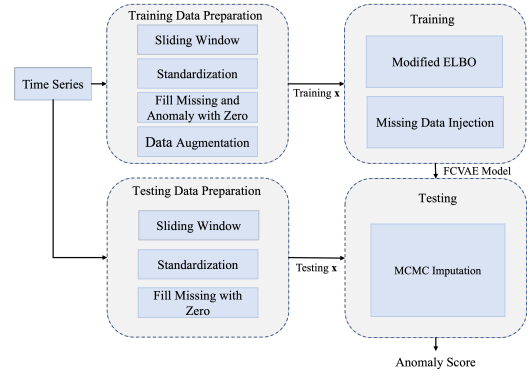 Time Series
Training Data Preparation
Sliding Window
Standardization
Fill Missing and
Anomaly with Zero
Data Augmentation
Training x
Training
Modified ELBO
Missing Data Injection
FCVAE Model
Testing Data Preparation
Sliding Window
Standardization
Fill Missing with
Zero
Testing x
Testing
MCMC Imputation
Anomaly Score